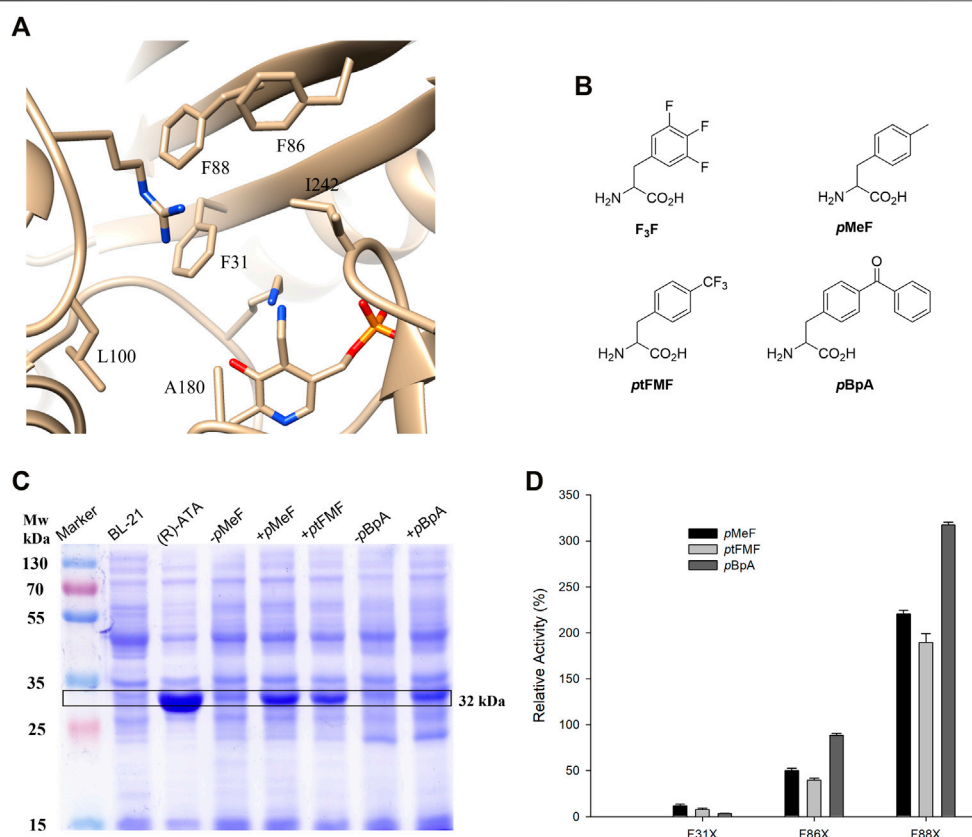 A
F88
F86
I242
F31
L100
A180
B
F
F
F
H₂N
CO₂H
F₃F
H₂N
CO₂H
pMeF
CF₃
H₂N
CO₂H
ptFMF
O
H₂N
CO₂H
pBpA
C
Mw
kDa
Marker
BL-21
(R)-ATA
-pMeF
+pMeF
+ptFMF
-pBpA
+pBpA
130
70
55
35
32 kDa
25
15
D
350
300
250
200
150
100
50
0
Relative Activity (%)
pMeF
ptFMF
pBpA
F31X
F86X
F88X